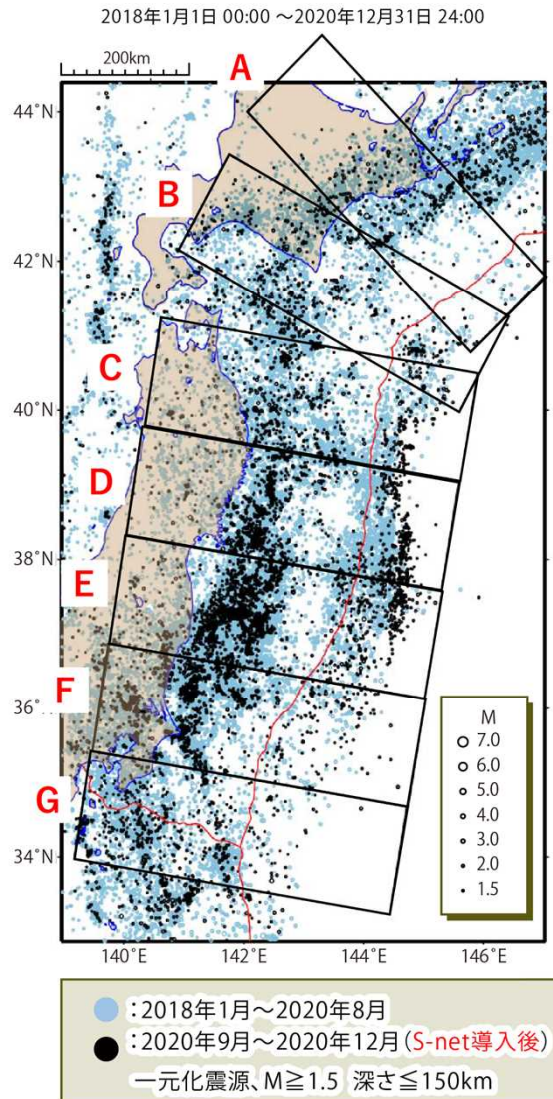 2018年1月1日 00:00 ～2020年12月31日 24:00
200km
A
44°N
B
42°N
C
40°N
D
38°N
E
F
36°N
G
34°N
M
7.0
6.0
5.0
4.0
3.0
2.0
1.5
140°E 142°E 144°E 146°E
：2018年1月～2020年8月
：2020年9月～2020年12月（S-net導入後）
一元化震源、M≧1.5 深さ≦150km